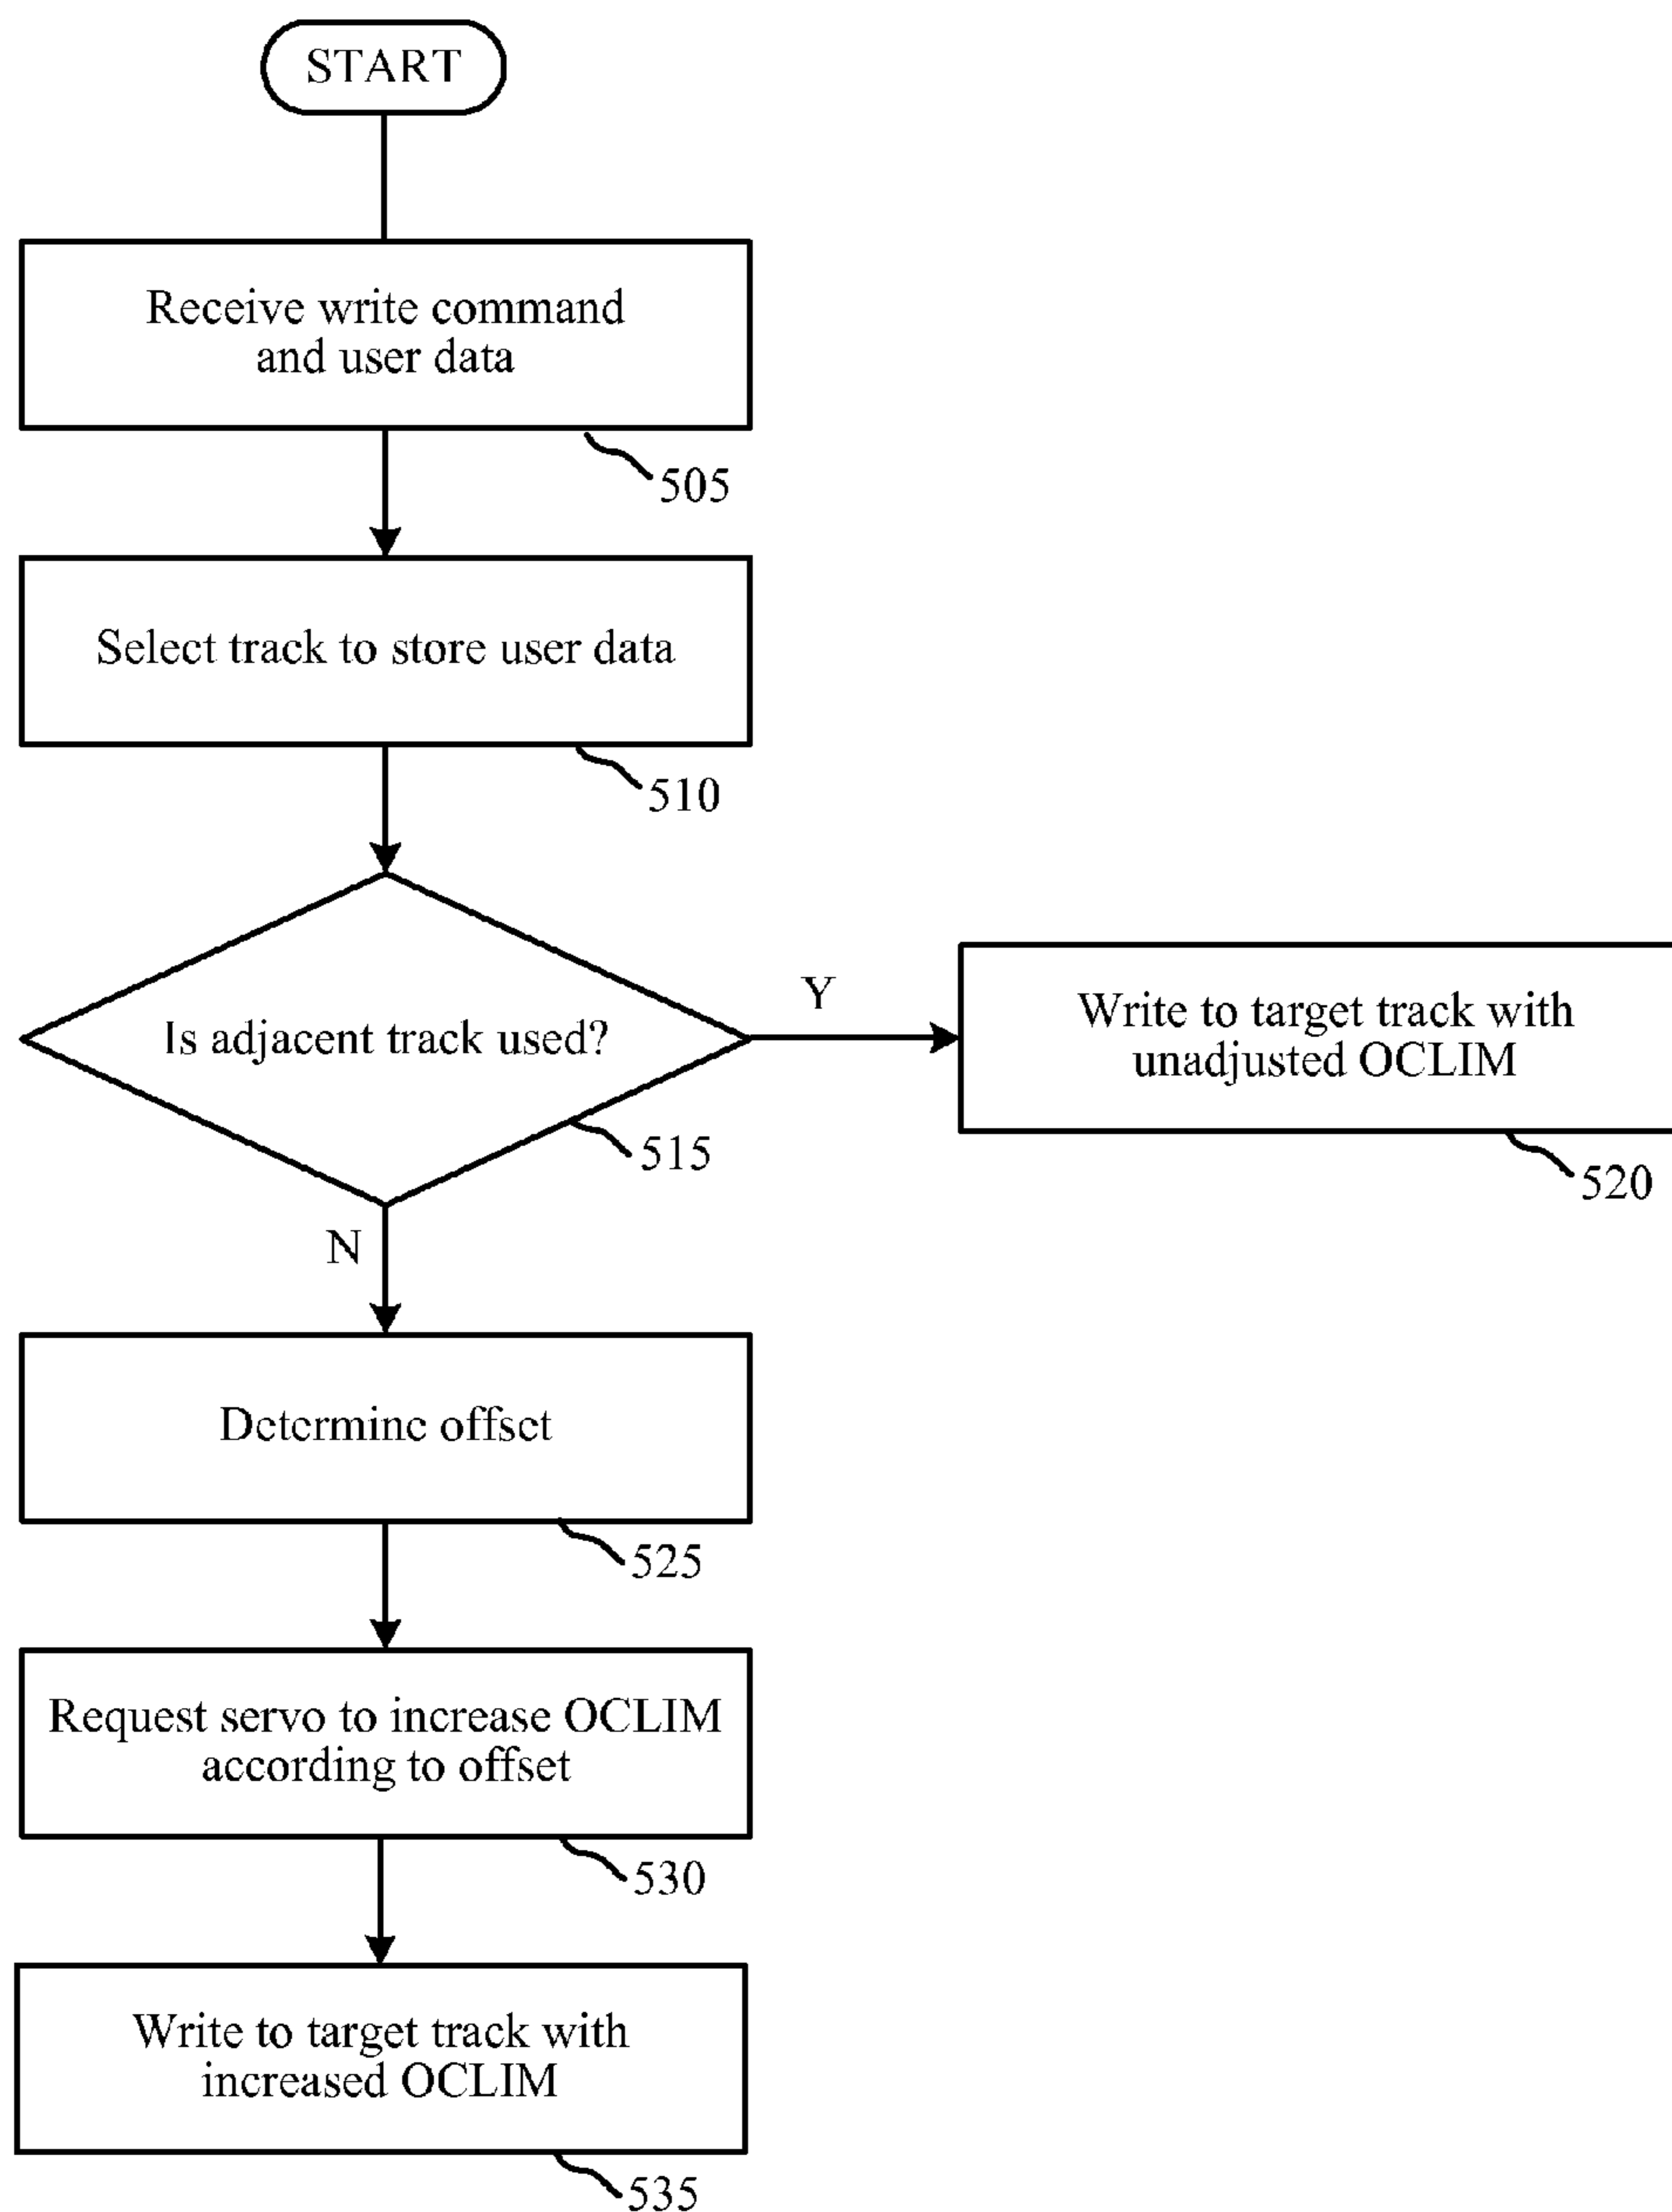 START
Receive write command
and user data
505
Select track to store user data
510
Is adjacent track used?
515
Y
Write to target track with
unadjusted OCLIM
520
N
Determine offset
525
Request servo to increase OCLIM
according to offset
530
Write to target track with
increased OCLIM
535